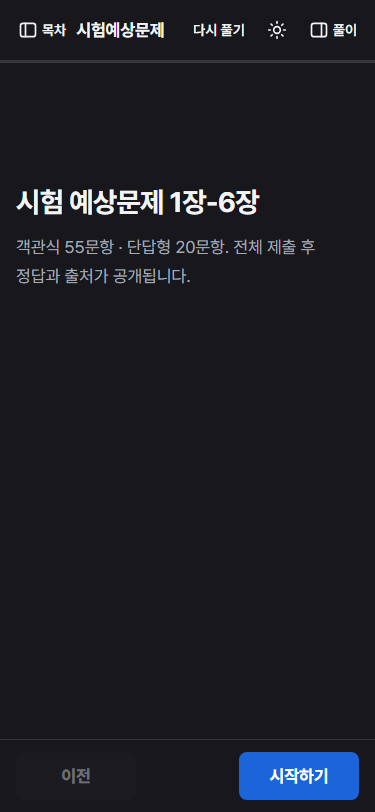 목차 시험예상문제 다시 풀기 풀이
시험 예상문제 1장-6장
객관식 55문항 · 단답형 20문항. 전체 제출 후
정답과 출처가 공개됩니다.
이전 시작하기